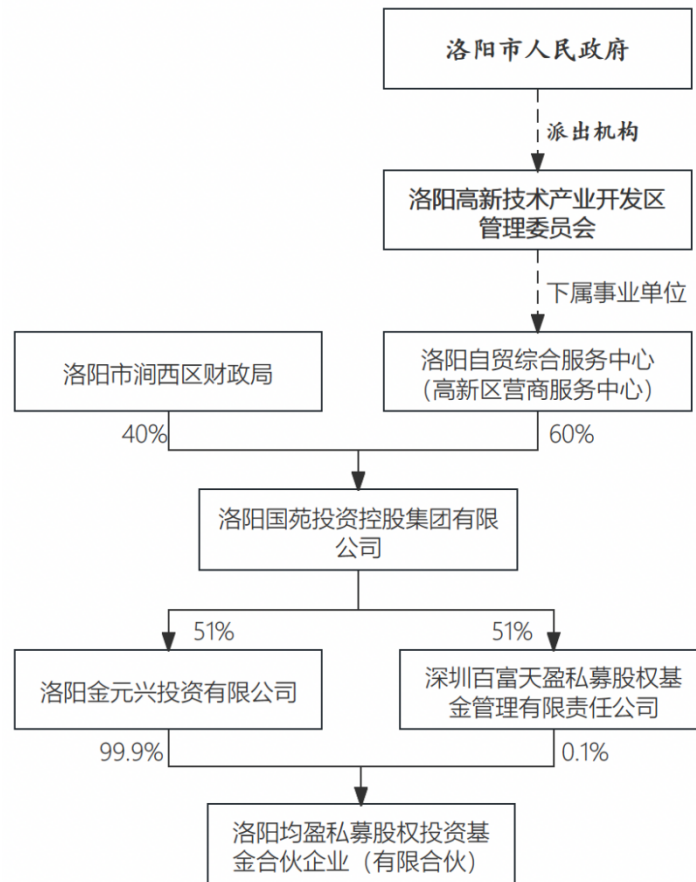 洛阳市人民政府
派出机构
洛阳高新技术产业开发区
管理委员会
下属事业单位
洛阳市涧西区财政局
洛阳自贸综合服务中心
（高新区营商服务中心）
40%
60%
洛阳国苑投资控股集团有限
公司
51%
51%
洛阳金元兴投资有限公司
深圳百富天盈私募股权基
金管理有限责任公司
99.9%
0.1%
洛阳均盈私募股权投资基
金合伙企业（有限合伙）